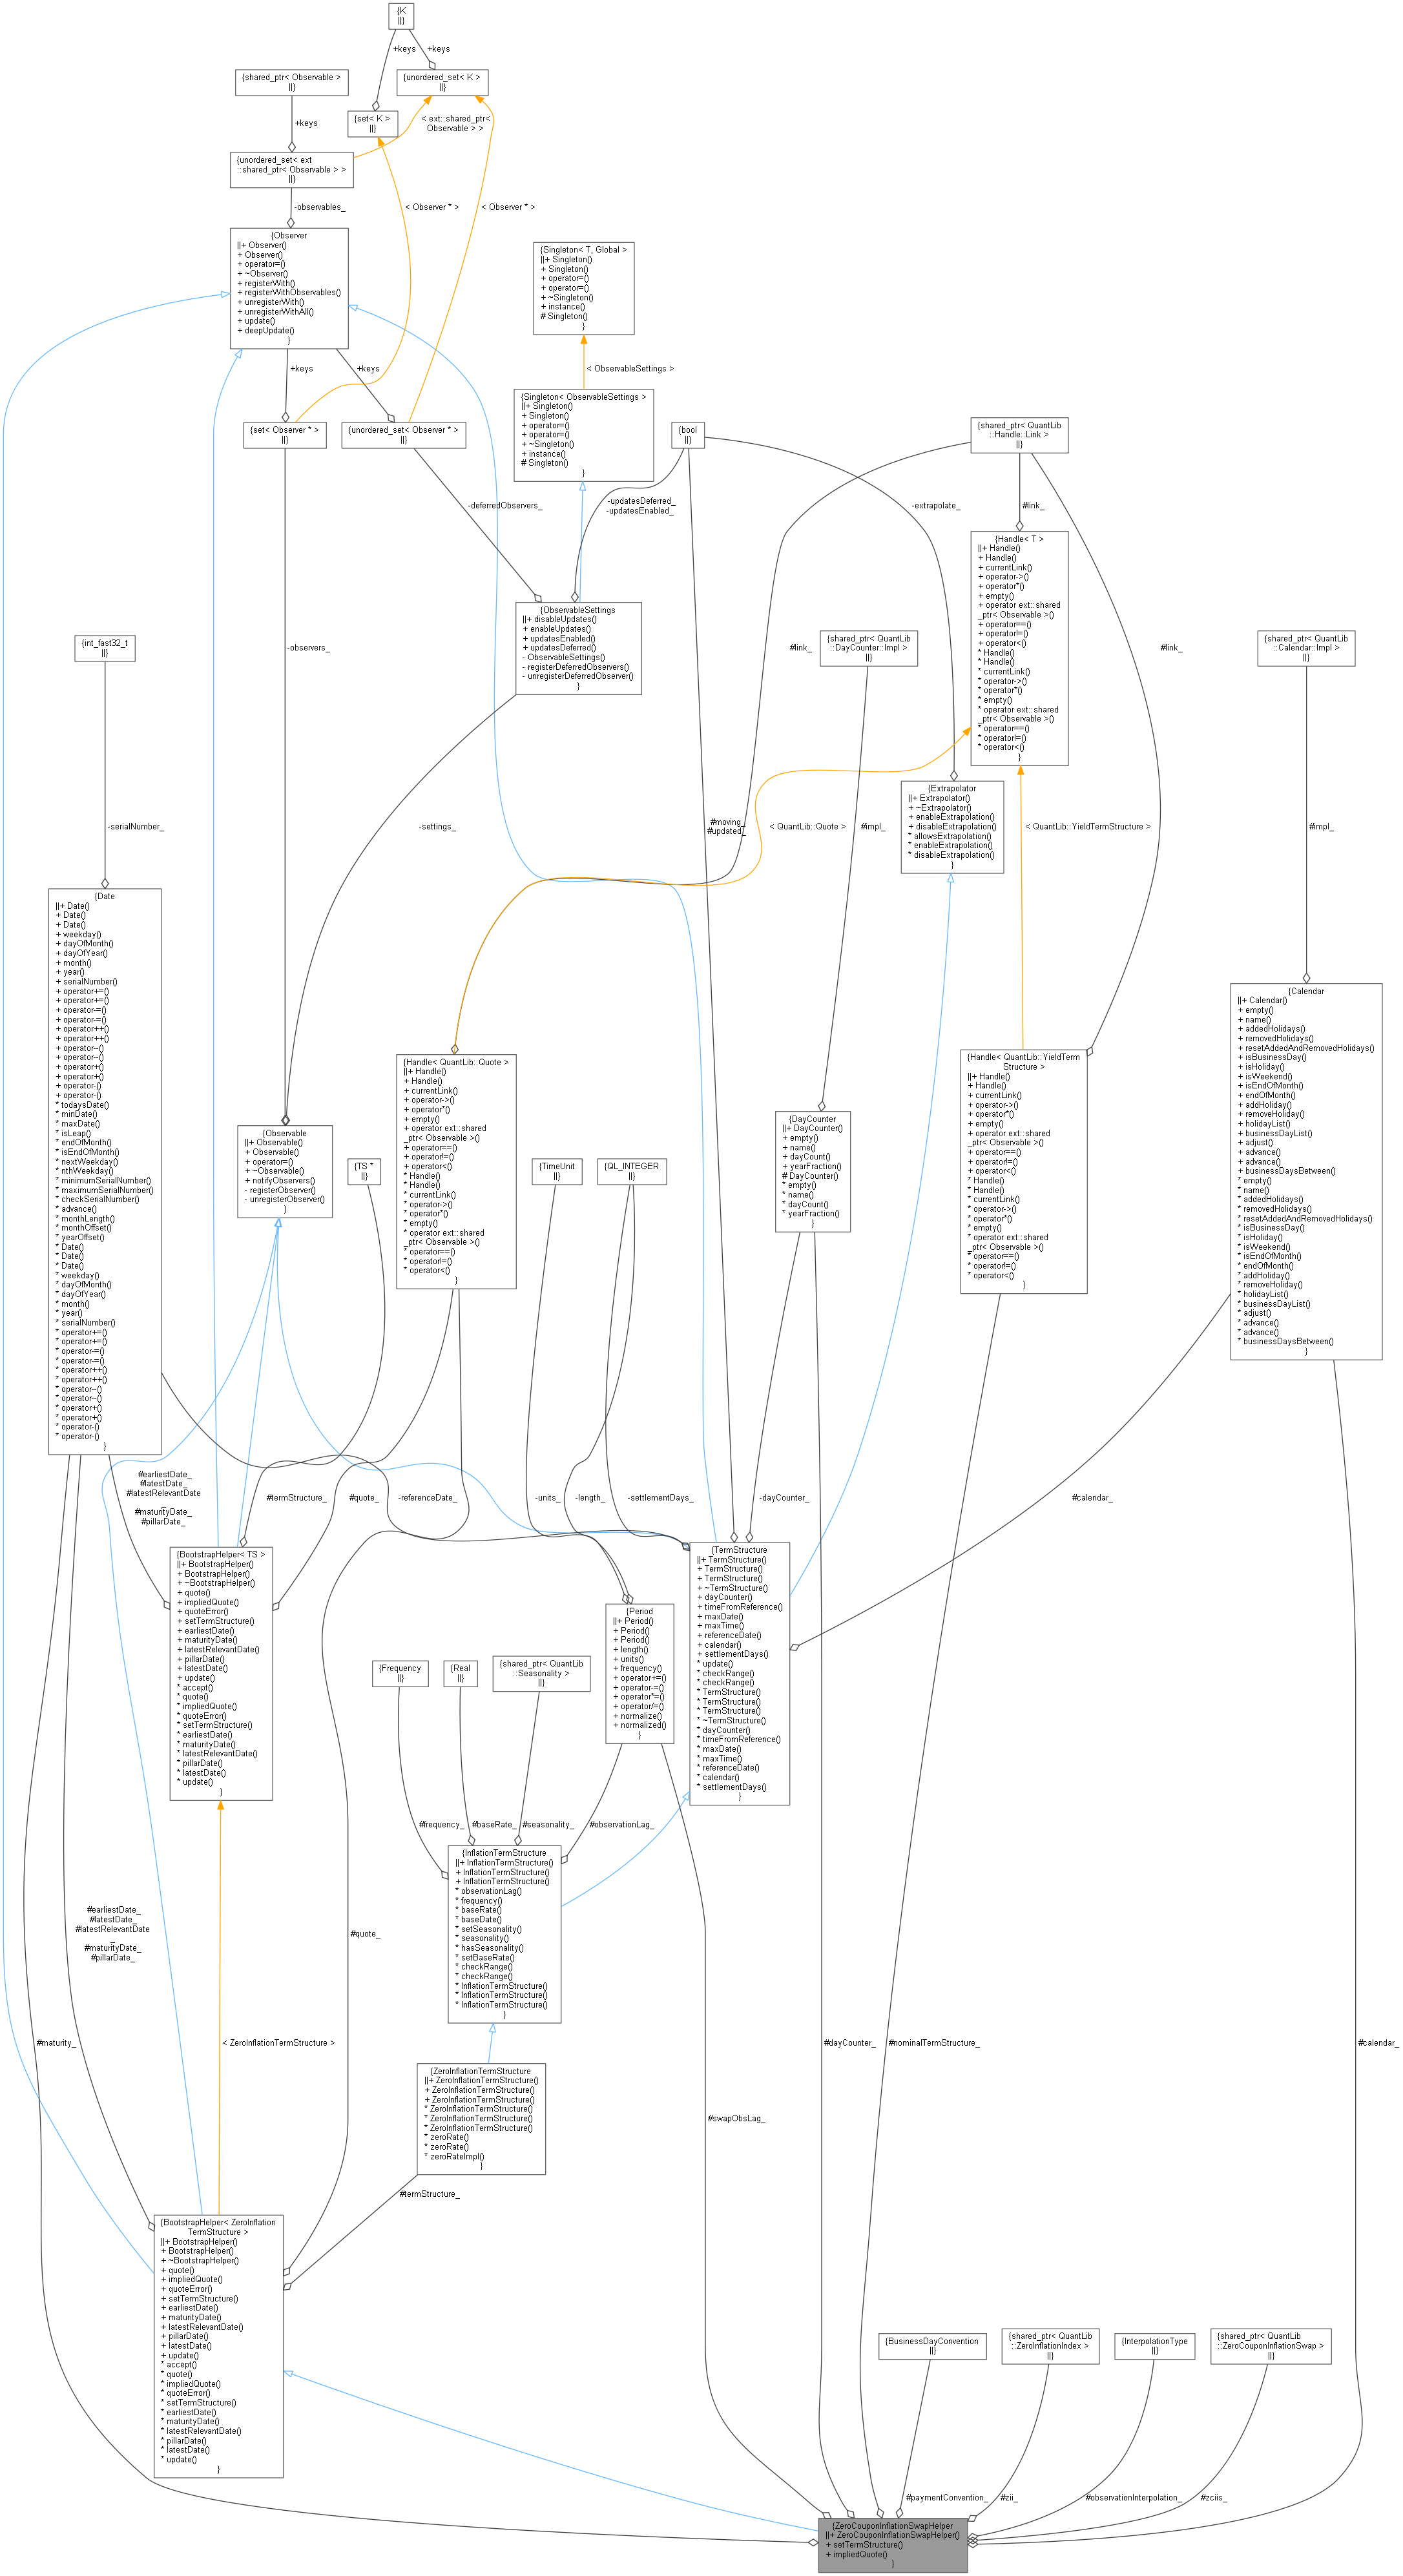 {K
||}
+keys
+keys
{shared_ptr< Observable >
||}
{unordered_set< K >
||}
{set< K >
||}
+keys
< ext::shared_ptr<
Observable > >
{unordered_set< ext
::shared_ptr< Observable > >
||}
-observables_
< Observer * >
< Observer * >
{Observer
||+ Observer()
+ Observer()
+ operator=()
+ ~Observer()
+ registerWith()
+ registerWithObservables()
+ unregisterWith()
+ unregisterWithAll()
+ update()
+ deepUpdate()
}
{Singleton< T, Global >
||+ Singleton()
+ Singleton()
+ operator=()
+ operator=()
+ ~Singleton()
+ instance()
# Singleton()
}
+keys
+keys
< ObservableSettings >
{Singleton< ObservableSettings >
||+ Singleton()
+ Singleton()
+ operator=()
+ operator=()
+ ~Singleton()
+ instance()
# Singleton()
}
{set< Observer * >
||}
{unordered_set< Observer * >
||}
{bool
||}
{shared_ptr< QuantLib
::Handle::Link >
||}
-deferredObservers_
-updatesDeferred_
-updatesEnabled_
-extrapolate_
#link_
{Handle< T >
||+ Handle()
+ Handle()
+ currentLink()
+ operator->()
+ operator*()
+ empty()
+ operator ext::shared
_ptr< Observable >()
+ operator==()
+ operator!=()
+ operator<()
* Handle()
* Handle()
* currentLink()
* operator->()
* operator*()
* empty()
* operator ext::shared
_ptr< Observable >()
* operator==()
* operator!=()
* operator<()
}
{ObservableSettings
||+ disableUpdates()
+ enableUpdates()
+ updatesEnabled()
+ updatesDeferred()
- ObservableSettings()
- registerDeferredObservers()
- unregisterDeferredObserver()
}
{int_fast32_t
||}
-observers_
#link_
{shared_ptr< QuantLib
::DayCounter::Impl >
||}
#link_
{shared_ptr< QuantLib
::Calendar::Impl >
||}
{Extrapolator
||+ Extrapolator()
+ ~Extrapolator()
+ enableExtrapolation()
+ disableExtrapolation()
* allowsExtrapolation()
* enableExtrapolation()
* disableExtrapolation()
}
-serialNumber_
-settings_
#moving_
#updated_
< QuantLib::Quote >
#impl_
< QuantLib::YieldTermStructure >
#impl_
{Date
||+ Date()
+ Date()
+ Date()
+ weekday()
+ dayOfMonth()
+ dayOfYear()
+ month()
+ year()
+ serialNumber()
+ operator+=()
+ operator+=()
+ operator-=()
+ operator-=()
+ operator++()
+ operator++()
+ operator--()
+ operator--()
+ operator+()
+ operator+()
+ operator-()
+ operator-()
* todaysDate()
* minDate()
* maxDate()
* isLeap()
* endOfMonth()
* isEndOfMonth()
* nextWeekday()
* nthWeekday()
* minimumSerialNumber()
* maximumSerialNumber()
* checkSerialNumber()
* advance()
* monthLength()
* monthOffset()
* yearOffset()
* Date()
* Date()
* Date()
* weekday()
* dayOfMonth()
* dayOfYear()
* month()
* year()
* serialNumber()
* operator+=()
* operator+=()
* operator-=()
* operator-=()
* operator++()
* operator++()
* operator--()
* operator--()
* operator+()
* operator+()
* operator-()
* operator-()
}
{Observable
||+ Observable()
+ Observable()
+ operator=()
+ ~Observable()
+ notifyObservers()
- registerObserver()
- unregisterObserver()
}
{TS *
||}
{Handle< QuantLib::Quote >
||+ Handle()
+ Handle()
+ currentLink()
+ operator->()
+ operator*()
+ empty()
+ operator ext::shared
_ptr< Observable >()
+ operator==()
+ operator!=()
+ operator<()
* Handle()
* Handle()
* currentLink()
* operator->()
* operator*()
* empty()
* operator ext::shared
_ptr< Observable >()
* operator==()
* operator!=()
* operator<()
}
{TimeUnit
||}
{QL_INTEGER
||}
{DayCounter
||+ DayCounter()
+ empty()
+ name()
+ dayCount()
+ yearFraction()
# DayCounter()
* empty()
* name()
* dayCount()
* yearFraction()
}
{Handle< QuantLib::YieldTerm
Structure >
||+ Handle()
+ Handle()
+ currentLink()
+ operator->()
+ operator*()
+ empty()
+ operator ext::shared
_ptr< Observable >()
+ operator==()
+ operator!=()
+ operator<()
* Handle()
* Handle()
* currentLink()
* operator->()
* operator*()
* empty()
* operator ext::shared
_ptr< Observable >()
* operator==()
* operator!=()
* operator<()
}
{Calendar
||+ Calendar()
+ empty()
+ name()
+ addedHolidays()
+ removedHolidays()
+ resetAddedAndRemovedHolidays()
+ isBusinessDay()
+ isHoliday()
+ isWeekend()
+ isEndOfMonth()
+ endOfMonth()
+ addHoliday()
+ removeHoliday()
+ holidayList()
+ businessDayList()
+ adjust()
+ advance()
+ advance()
+ businessDaysBetween()
* empty()
* name()
* addedHolidays()
* removedHolidays()
* resetAddedAndRemovedHolidays()
* isBusinessDay()
* isHoliday()
* isWeekend()
* isEndOfMonth()
* endOfMonth()
* addHoliday()
* removeHoliday()
* holidayList()
* businessDayList()
* adjust()
* advance()
* advance()
* businessDaysBetween()
}
#earliestDate_
#latestDate_
#latestRelevantDate
_
#maturityDate_
#pillarDate_
#termStructure_
#quote_
-referenceDate_
-units_
-length_
-settlementDays_
-dayCounter_
#calendar_
{BootstrapHelper< TS >
||+ BootstrapHelper()
+ BootstrapHelper()
+ ~BootstrapHelper()
+ quote()
+ impliedQuote()
+ quoteError()
+ setTermStructure()
+ earliestDate()
+ maturityDate()
+ latestRelevantDate()
+ pillarDate()
+ latestDate()
+ update()
* accept()
* quote()
* impliedQuote()
* quoteError()
* setTermStructure()
* earliestDate()
* maturityDate()
* latestRelevantDate()
* pillarDate()
* latestDate()
* update()
}
{TermStructure
||+ TermStructure()
+ TermStructure()
+ TermStructure()
+ ~TermStructure()
+ dayCounter()
+ timeFromReference()
+ maxDate()
+ maxTime()
+ referenceDate()
+ calendar()
+ settlementDays()
* update()
* checkRange()
* checkRange()
* TermStructure()
* TermStructure()
* TermStructure()
* ~TermStructure()
* dayCounter()
* timeFromReference()
* maxDate()
* maxTime()
* referenceDate()
* calendar()
* settlementDays()
}
{Period
||+ Period()
+ Period()
+ Period()
+ length()
+ units()
+ frequency()
+ operator+=()
+ operator-=()
+ operator*=()
+ operator/=()
+ normalize()
+ normalized()
}
{Frequency
||}
{Real
||}
{shared_ptr< QuantLib
::Seasonality >
||}
#frequency_
#baseRate_
#seasonality_
#observationLag_
{InflationTermStructure
||+ InflationTermStructure()
+ InflationTermStructure()
+ InflationTermStructure()
* observationLag()
* frequency()
* baseRate()
* baseDate()
* setSeasonality()
* seasonality()
* hasSeasonality()
* setBaseRate()
* checkRange()
* checkRange()
* InflationTermStructure()
* InflationTermStructure()
* InflationTermStructure()
}
#earliestDate_
#latestDate_
#latestRelevantDate
_
#maturityDate_
#pillarDate_
#quote_
#maturity_
< ZeroInflationTermStructure >
#dayCounter_
#nominalTermStructure_
#calendar_
{ZeroInflationTermStructure
||+ ZeroInflationTermStructure()
+ ZeroInflationTermStructure()
+ ZeroInflationTermStructure()
* ZeroInflationTermStructure()
* ZeroInflationTermStructure()
* ZeroInflationTermStructure()
* zeroRate()
* zeroRate()
* zeroRateImpl()
}
#swapObsLag_
#termStructure_
{BootstrapHelper< ZeroInflation
TermStructure >
||+ BootstrapHelper()
+ BootstrapHelper()
+ ~BootstrapHelper()
+ quote()
+ impliedQuote()
+ quoteError()
+ setTermStructure()
+ earliestDate()
+ maturityDate()
+ latestRelevantDate()
+ pillarDate()
+ latestDate()
+ update()
* accept()
* quote()
* impliedQuote()
* quoteError()
* setTermStructure()
* earliestDate()
* maturityDate()
* latestRelevantDate()
* pillarDate()
* latestDate()
* update()
}
{BusinessDayConvention
||}
{shared_ptr< QuantLib
::ZeroInflationIndex >
||}
{InterpolationType
||}
{shared_ptr< QuantLib
::ZeroCouponInflationSwap >
||}
#paymentConvention_
#zii_
#observationInterpolation_
#zciis_
{ZeroCouponInflationSwapHelper
||+ ZeroCouponInflationSwapHelper()
+ setTermStructure()
+ impliedQuote()
}